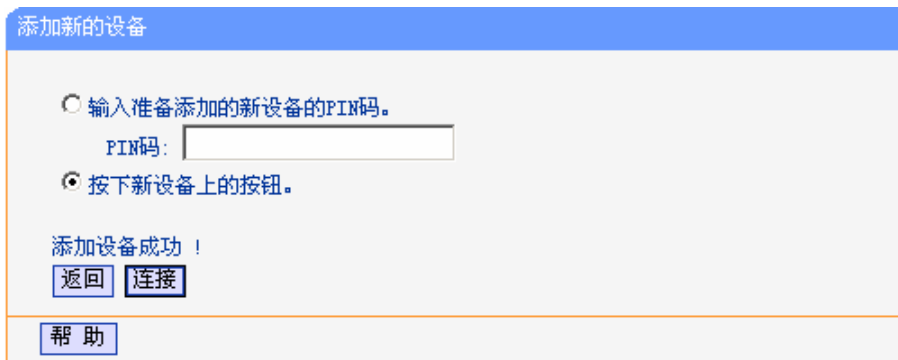 添加新的设备
输入准备添加的新设备的PIN码。
PIN码:
按下新设备上的按钮。
添加设备成功 !
返回 连接
帮 助